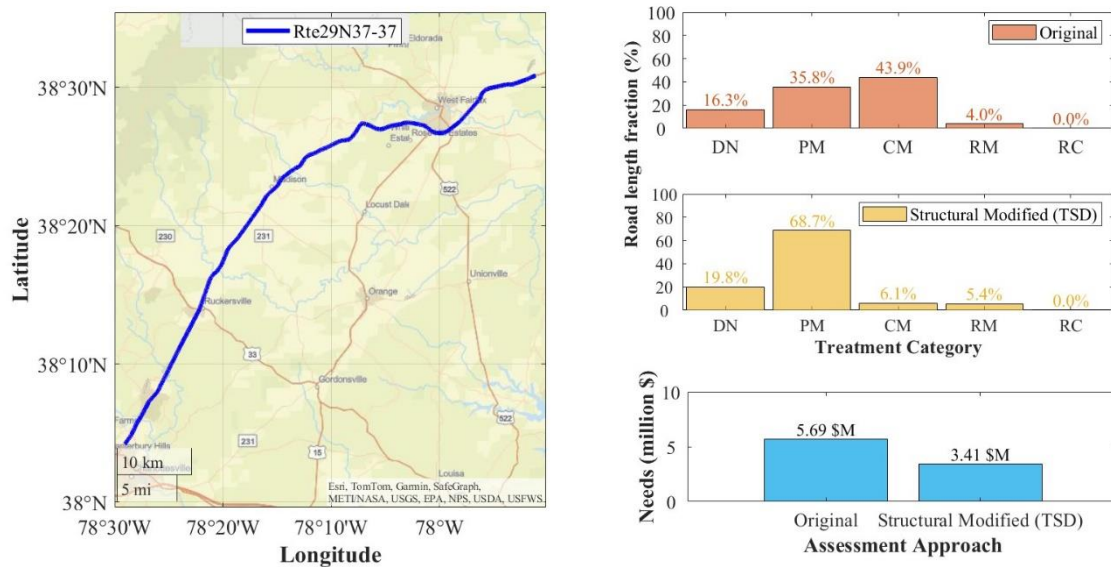 Rte29N37-37
Eldorada
38°30'N
West Fairfax
Estates
Estal
522
Madison
Locust Dale
38°20'N
230
231
Unionville
Orange
Ruckersville
33
38°10'N
Gordonsville
Farm
522
nterbury Hills
231
15
Louisa
10 km
5 mi
Esri, TomTom, Garmin, SafeGraph,
METI/NASA, USGS, EPA, NPS, USDA, USFWS.
38°N
78°30'W 78°20'W 78°10'W 78°W
Longitude
Latitude
Road length fraction (%)
100
80
60
40
20
0
Original
16.3% 35.8% 43.9% 4.0% 0.0%
DN PM CM RM RC
100
80
60
40
20
0
Structural Modified (TSD)
19.8% 68.7% 6.1% 5.4% 0.0%
DN PM CM RM RC
Treatment Category
Needs (million $)
10
5
0
5.69 $M 3.41 $M
Original Structural Modified (TSD)
Assessment Approach